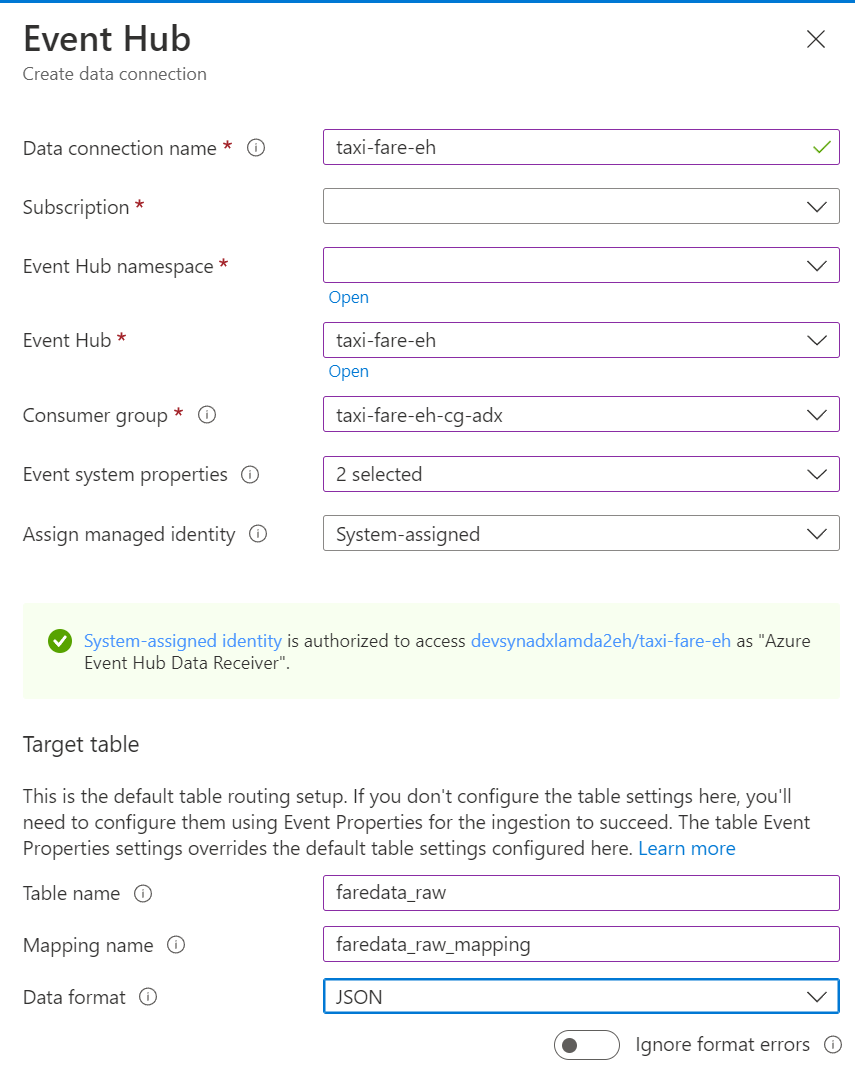 Event Hub
Create data connection
Data connection name * taxi-fare-eh
Subscription *
Event Hub namespace *
Open
Event Hub * taxi-fare-eh
Open
Consumer group * taxi-fare-eh-cg-adx
Event system properties 2 selected
Assign managed identity System-assigned
System-assigned identity is authorized to access devsynadxlamda2eh/taxi-fare-eh as "Azure
Event Hub Data Receiver".
Target table
This is the default table routing setup. If you don't configure the table settings here, you'll
need to configure them using Event Properties for the ingestion to succeed. The table Event
Properties settings overrides the default table settings configured here. Learn more
Table name faredata_raw
Mapping name faredata_raw_mapping
Data format JSON
Ignore format errors